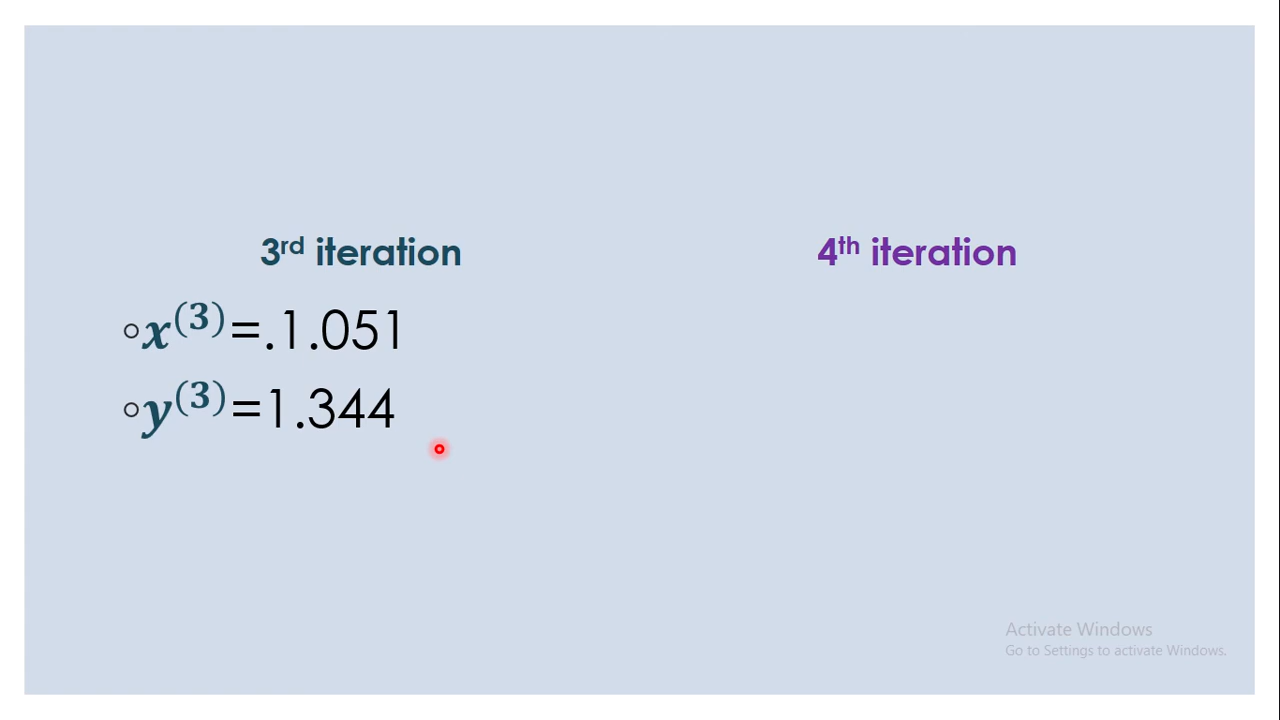 3rd iteration
4th iteration
◦x⁽³⁾=.1.051
◦y⁽³⁾=1.344
Activate Windows
Go to Settings to activate Windows.